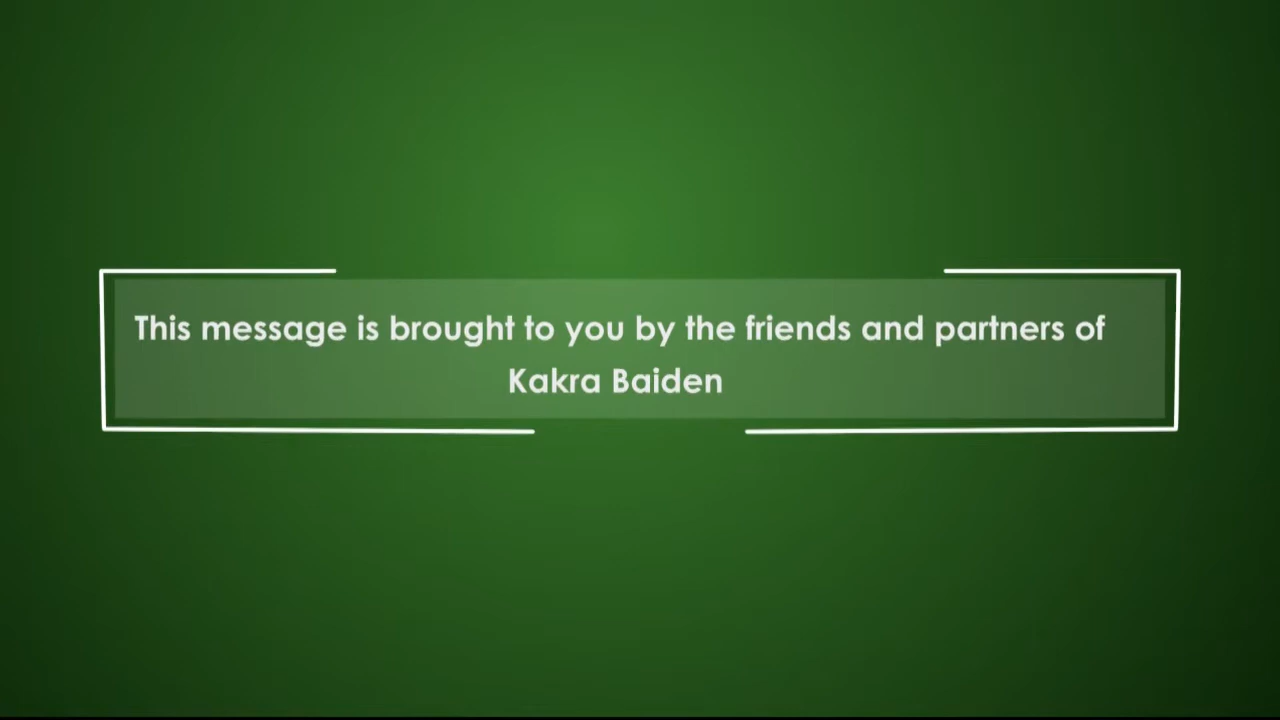 This message is brought to you by the friends and partners of
Kakra Baiden